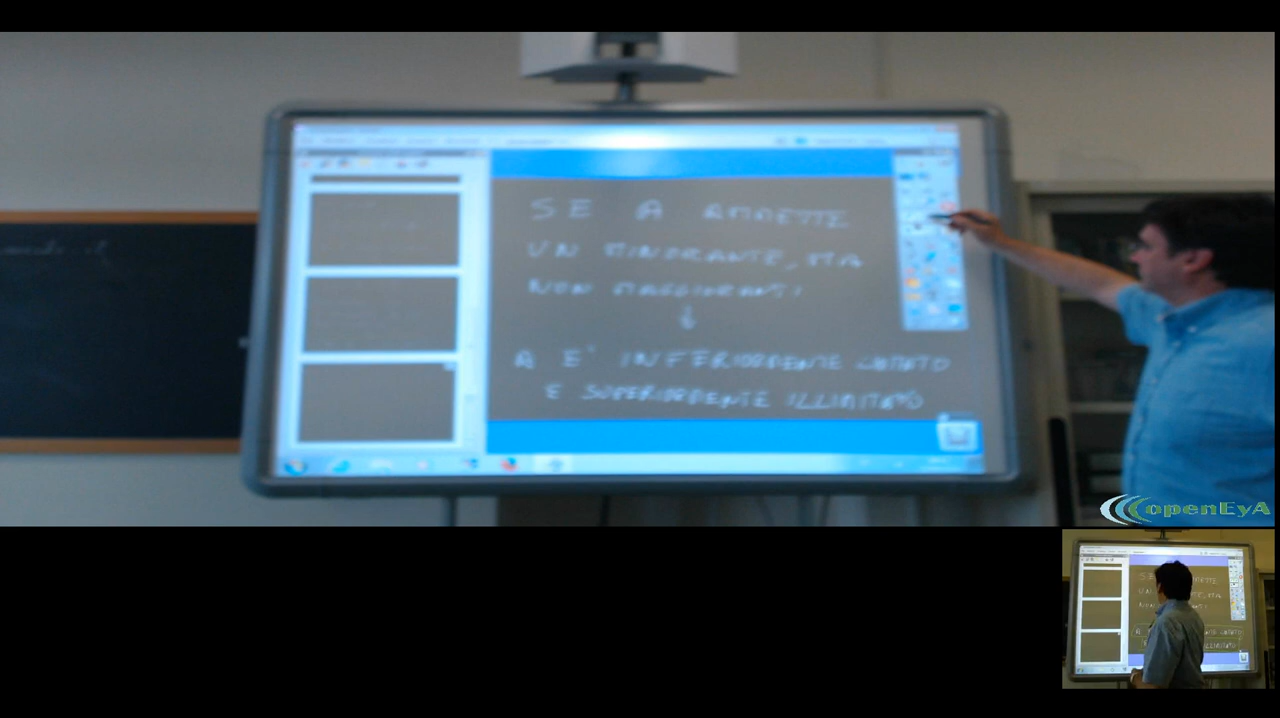 SE A AMMETTE
UN MINORANTE, MA
NON MAGGIORANTI
↓
A E' INFERIORMENTE LIMITATO
E SUPERIORMENTE ILLIMITATO
openEyA